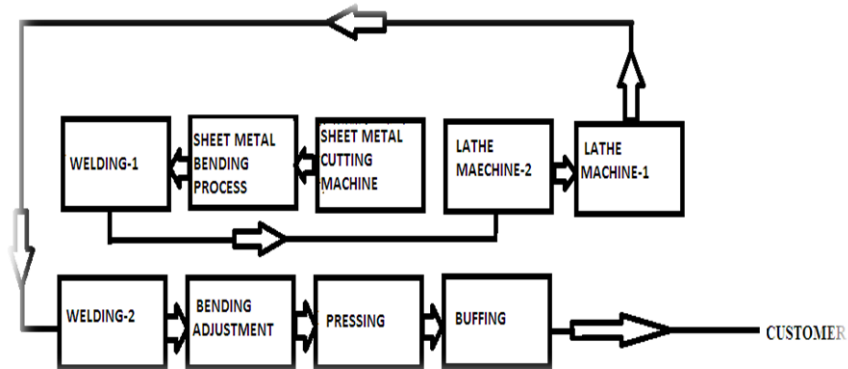 WELDING-1
SHEET METAL
BENDING
PROCESS
SHEET METAL
CUTTING
MACHINE
LATHE
MAECHINE-2
LATHE
MACHINE-1
WELDING-2
BENDING
ADJUSTMENT
PRESSING
BUFFING
CUSTOMER